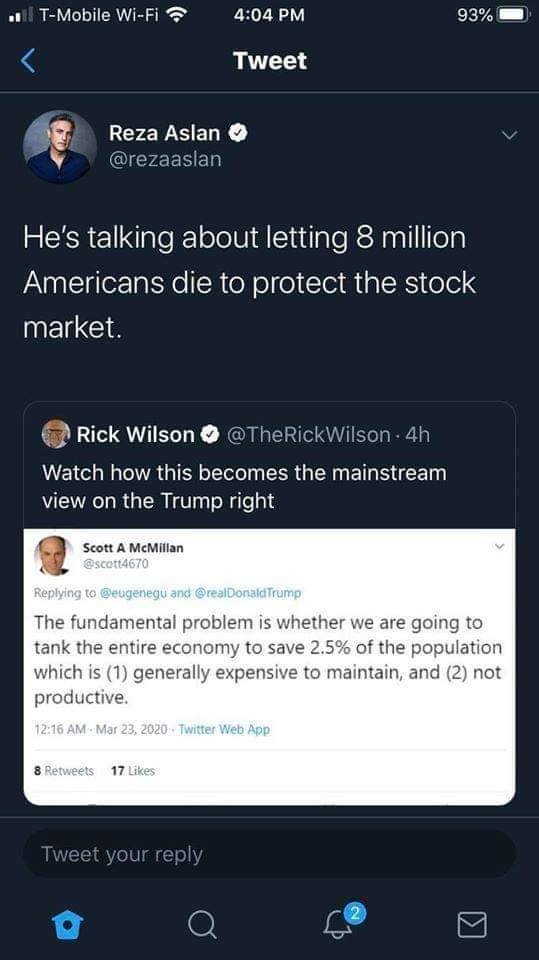 T-Mobile Wi-Fi 4:04 PM 93%
Tweet
Reza Aslan
@rezaaslan
He's talking about letting 8 million
Americans die to protect the stock
market.
Rick Wilson @TheRickWilson · 4h
Watch how this becomes the mainstream
view on the Trump right
Scott A McMillan
@scott4670
Replying to @eugenegu and @realDonaldTrump
The fundamental problem is whether we are going to
tank the entire economy to save 2.5% of the population
which is (1) generally expensive to maintain, and (2) not
productive.
12:16 AM · Mar 23, 2020 · Twitter Web App
8 Retweets 17 Likes
Tweet your reply
2